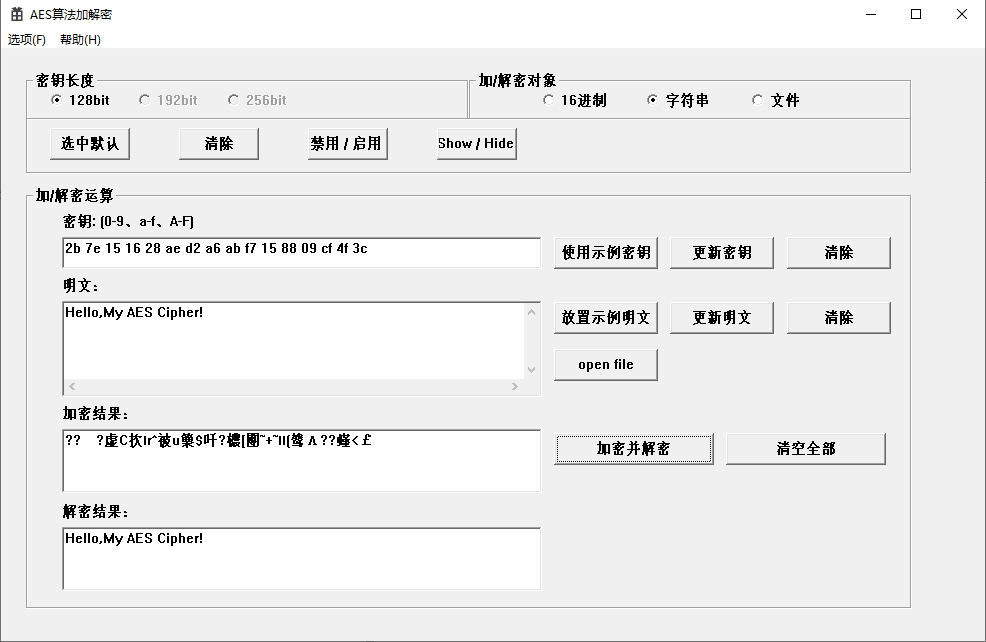 AES算法加解密
选项(F) 帮助(H)
密钥长度 加/解密对象
128bit 192bit 256bit 16进制 字符串 文件
选中默认 清除 禁用 / 启用 Show / Hide
加/解密运算
密钥: (0-9、a-f、A-F)
2b 7e 15 16 28 ae d2 a6 ab f7 15 88 09 cf 4f 3c 使用示例密钥 更新密钥 清除
明文：
Hello,My AES Cipher! 放置示例明文 更新明文 清除
open file
加密结果：
加密并解密 清空全部
解密结果：
Hello,My AES Cipher!